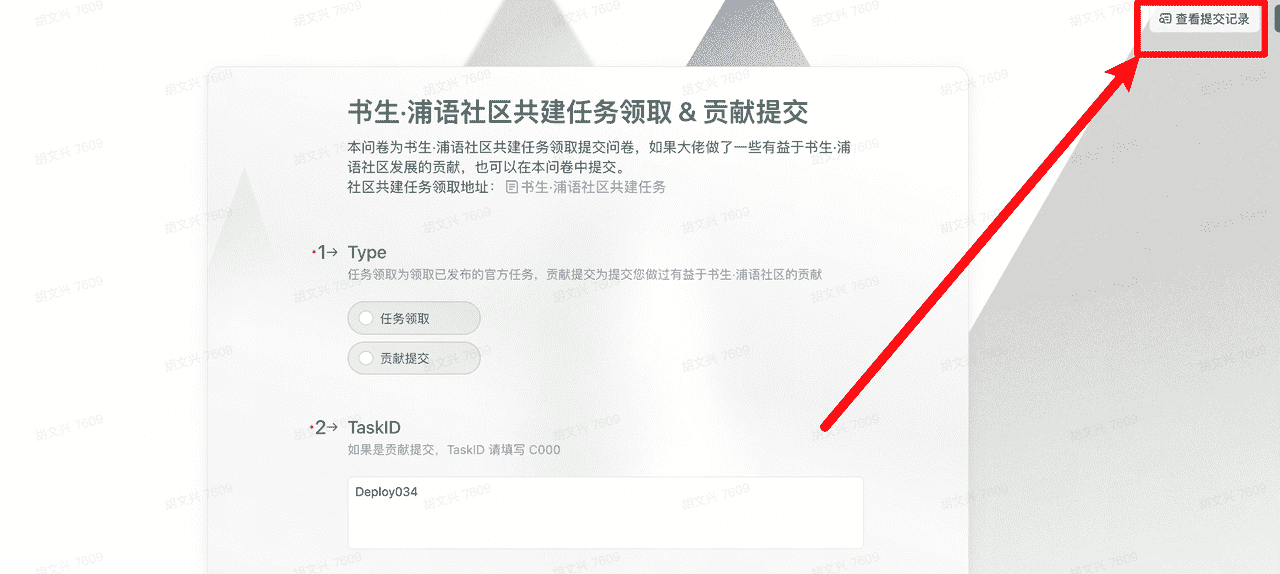 查看提交记录
书生·浦语社区共建任务领取 & 贡献提交
本问卷为书生·浦语社区共建任务领取提交问卷，如果大佬做了一些有益于书生·浦
语社区发展的贡献，也可以在本问卷中提交。
社区共建任务领取地址： 书生·浦语社区共建任务
·1→ Type
任务领取为领取已发布的官方任务，贡献提交为提交您做过有益于书生·浦语社区的贡献
任务领取
贡献提交
·2→ TaskID
如果是贡献提交，TaskID 请填写 C000
Deploy034
胡文兴 7609